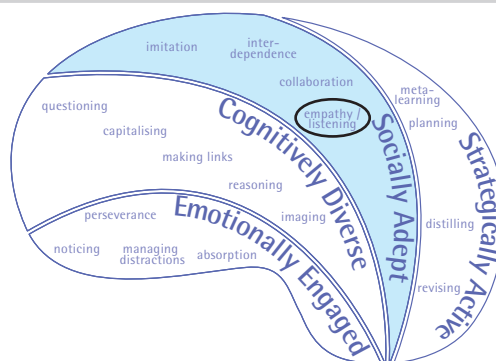 imitation
inter-
dependence
collaboration
empathy /
listening
Socially Adept
meta-
learning
planning
distilling
revising
Strategically Active
questioning
capitalising
making links
reasoning
imaging
Cognitively Diverse
perseverance
noticing
managing
distractions
absorption
Emotionally Engaged